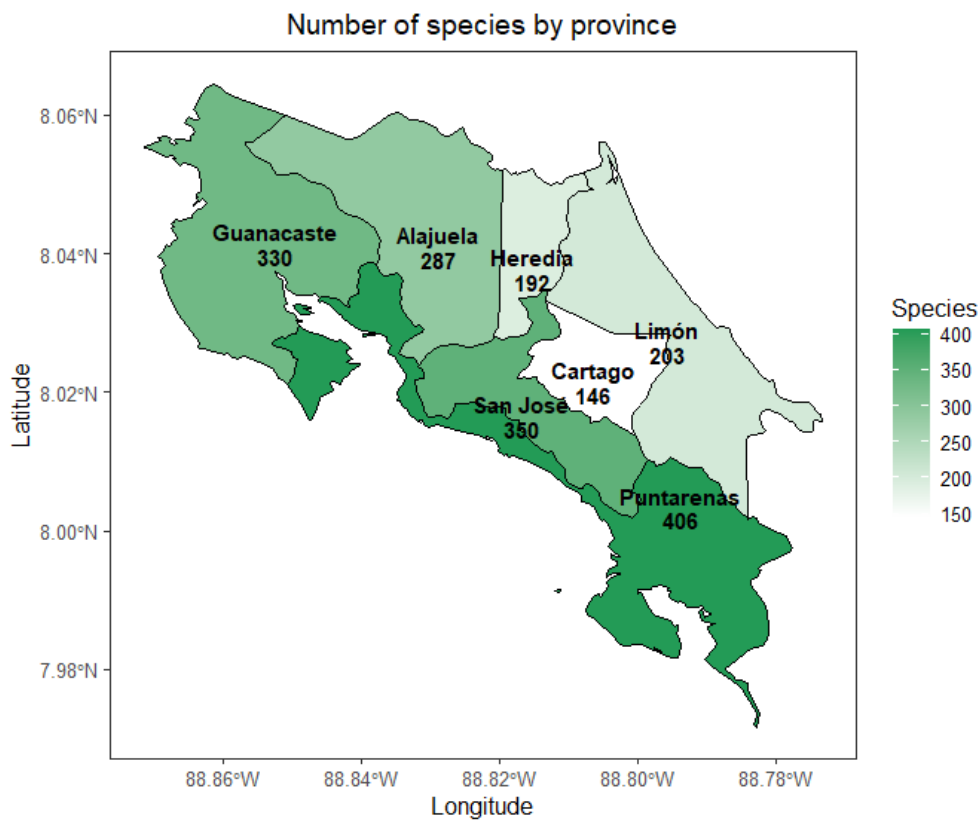 Number of species by province
8.06°N
8.04°N
8.02°N
8.00°N
7.98°N
Latitude
Guanacaste
330
Alajuela
287
Heredia
192
Limón
203
Cartago
146
San José
350
Puntarenas
406
88.86°W
88.84°W
88.82°W
88.80°W
88.78°W
Longitude
Species
400
350
300
250
200
150